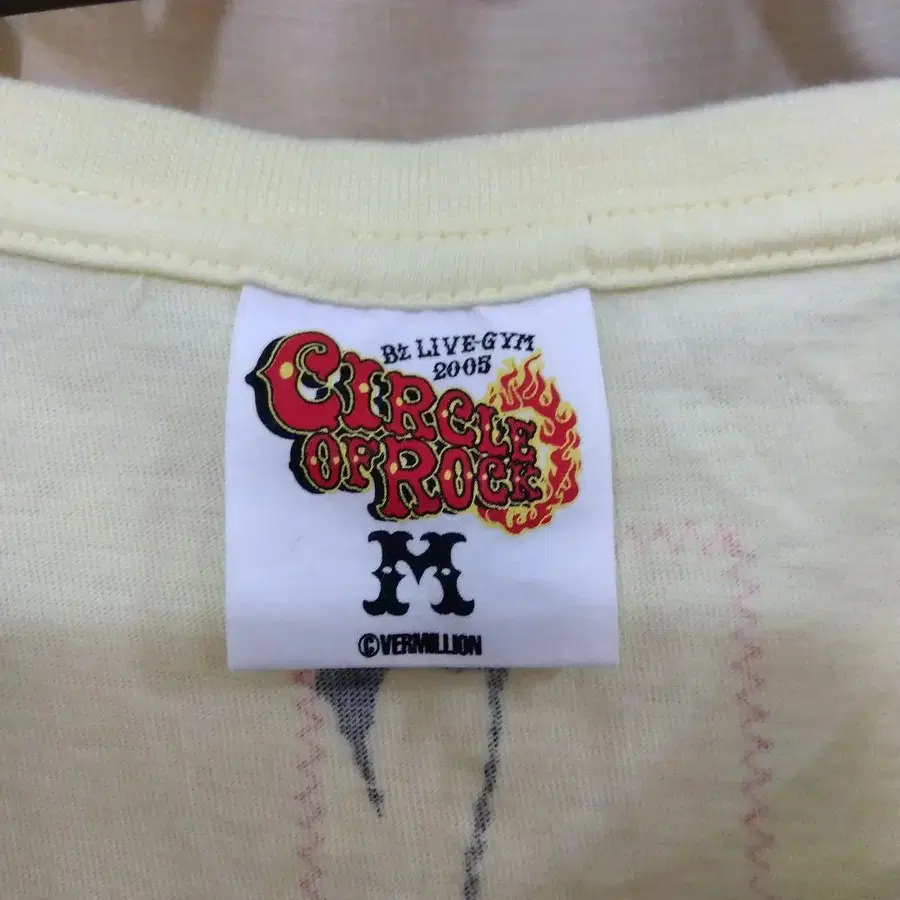 B'z LIVE-GYM
2005
CIRCLE
OF ROCK
M
©VERMILLION